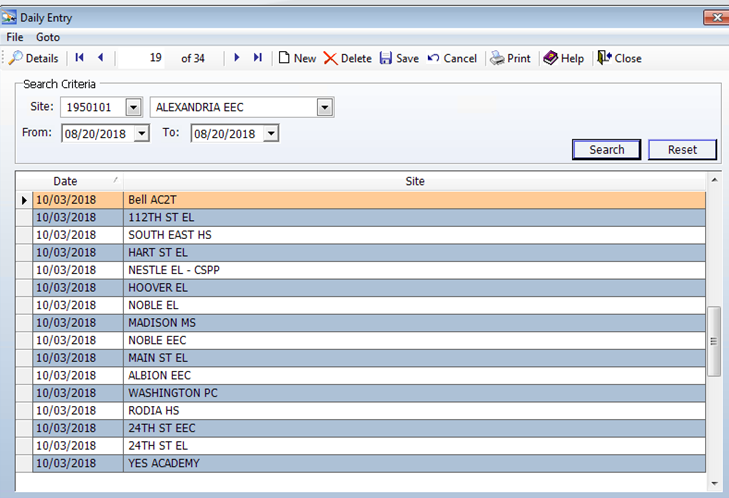 Daily Entry
File Goto
Details 19 of 34 New Delete Save Cancel Print Help Close
Search Criteria
Site: 1950101 ALEXANDRIA EEC
From: 08/20/2018 To: 08/20/2018
Search Reset
Date Site
10/03/2018 Bell AC2T
10/03/2018 112TH ST EL
10/03/2018 SOUTH EAST HS
10/03/2018 HART ST EL
10/03/2018 NESTLE EL - CSPP
10/03/2018 HOOVER EL
10/03/2018 NOBLE EL
10/03/2018 MADISON MS
10/03/2018 NOBLE EEC
10/03/2018 MAIN ST EL
10/03/2018 ALBION EEC
10/03/2018 WASHINGTON PC
10/03/2018 RODIA HS
10/03/2018 24TH ST EEC
10/03/2018 24TH ST EL
10/03/2018 YES ACADEMY